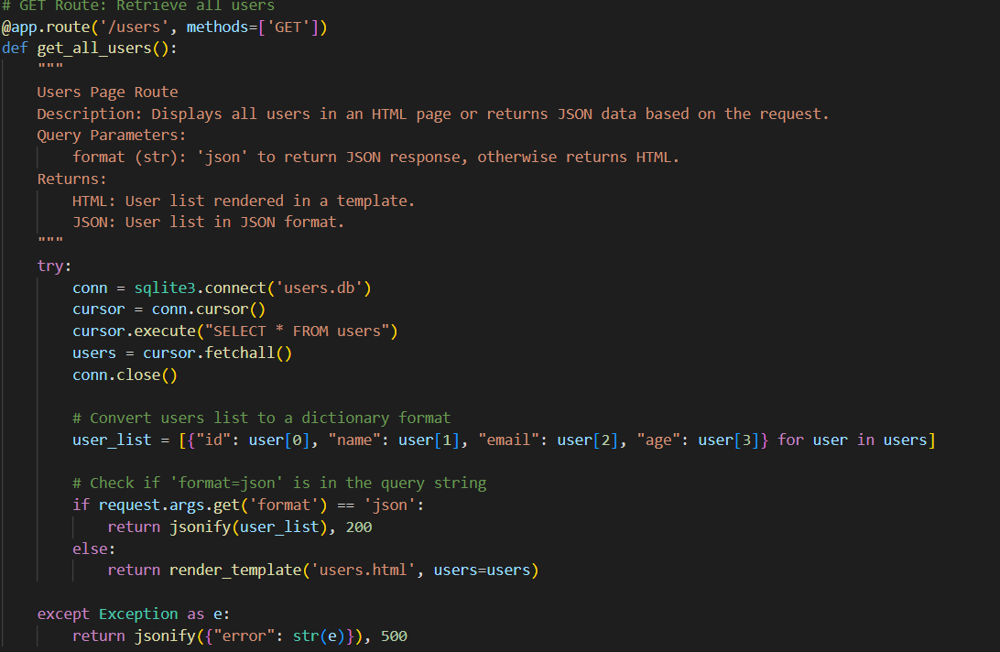 # GET Route: Retrieve all users
@app.route('/users', methods=['GET'])
def get_all_users():
    """
    Users Page Route
    Description: Displays all users in an HTML page or returns JSON data based on the request.
    Query Parameters:
        format (str): 'json' to return JSON response, otherwise returns HTML.
    Returns:
        HTML: User list rendered in a template.
        JSON: User list in JSON format.
    """
    try:
        conn = sqlite3.connect('users.db')
        cursor = conn.cursor()
        cursor.execute("SELECT * FROM users")
        users = cursor.fetchall()
        conn.close()

        # Convert users list to a dictionary format
        user_list = [{"id": user[0], "name": user[1], "email": user[2], "age": user[3]} for user in users]

        # Check if 'format=json' is in the query string
        if request.args.get('format') == 'json':
            return jsonify(user_list), 200
        else:
            return render_template('users.html', users=users)

    except Exception as e:
        return jsonify({"error": str(e)}), 500